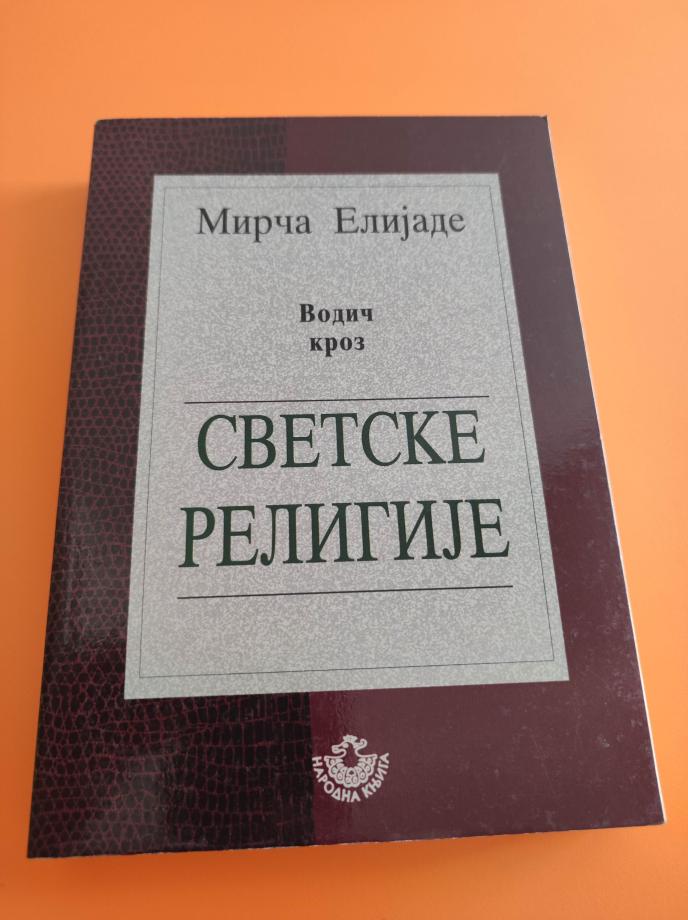 Мирча Елијаде
Водич
кроз
СВЕТСКЕ
РЕЛИГИЈЕ
НАРОДНА КЊИГА